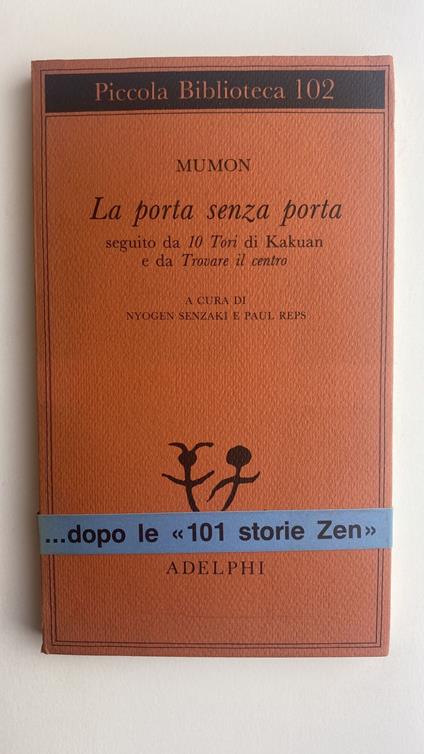 Piccola Biblioteca 102
MUMON
La porta senza porta
seguito da 10 Tori di Kakuan
e da Trovare il centro
A CURA DI
NYOGEN SENZAKI E PAUL REPS
...dopo le «101 storie Zen»
ADELPHI